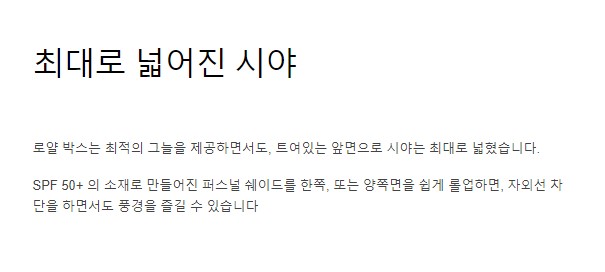 최대로 넓어진 시야
로얄 박스는 최적의 그늘을 제공하면서도, 트여있는 앞면으로 시야는 최대로 넓혔습니다.
SPF 50+ 의 소재로 만들어진 퍼스널 쉐이드를 한쪽, 또는 양쪽면을 쉽게 롤업하면, 자외선 차
단을 하면서도 풍경을 즐길 수 있습니다